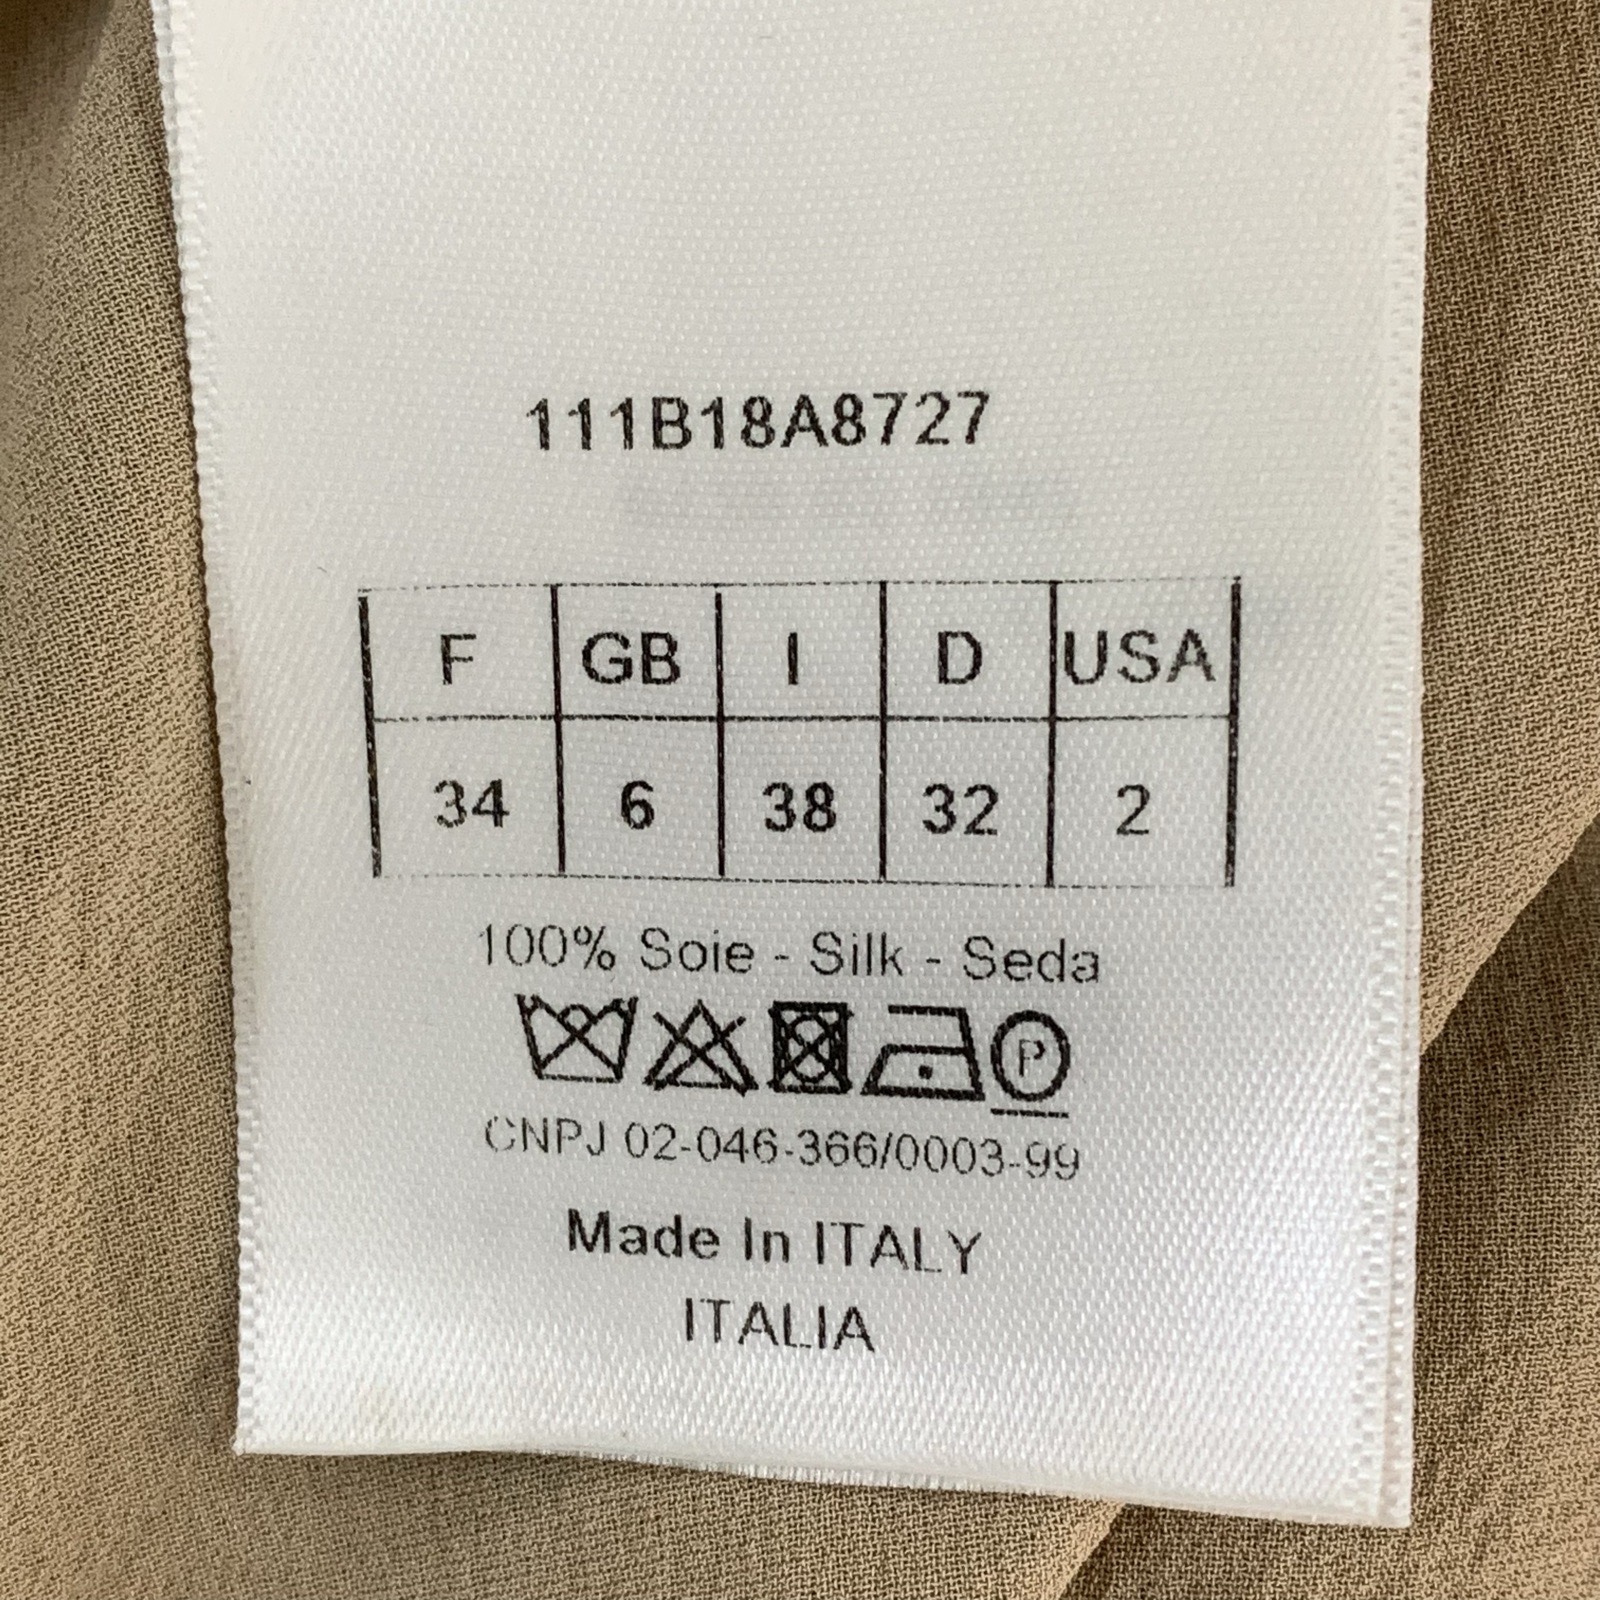 111B18A8727
F GB I D USA
34 6 38 32 2
100% Soie - Silk - Seda
P
CNPJ 02-046-366/0003-99
Made In ITALY
ITALIA